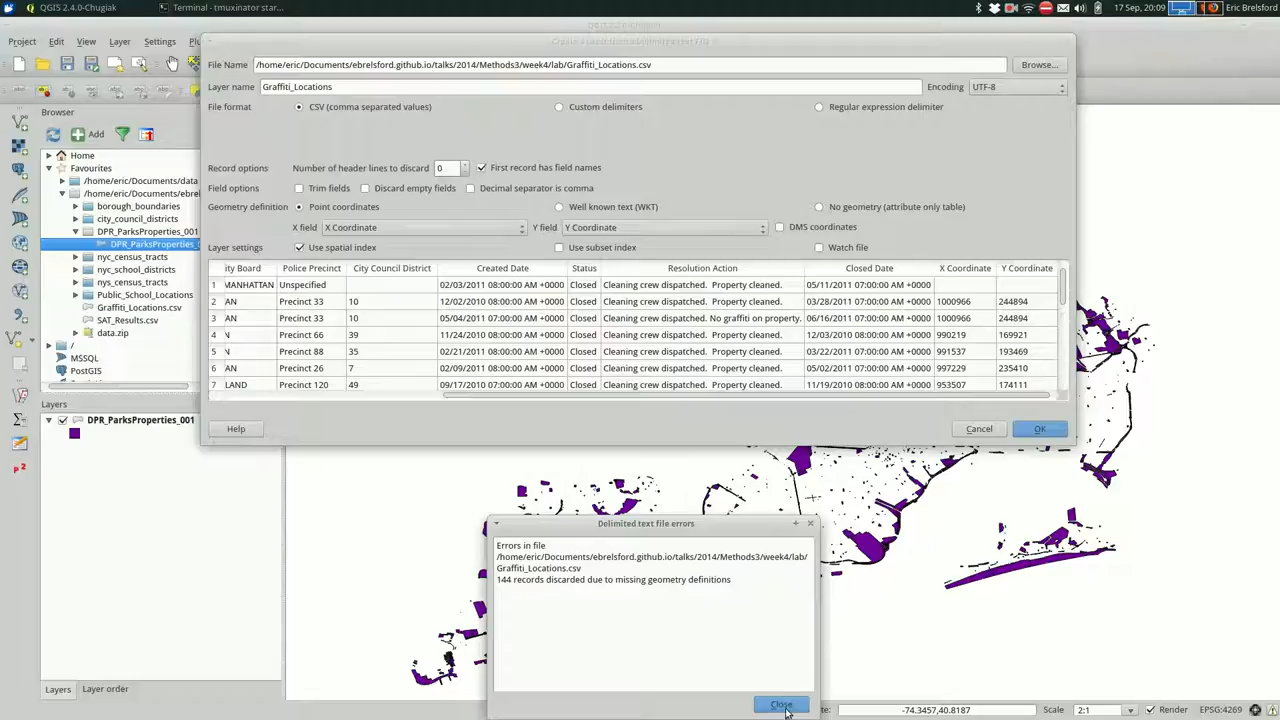 QGIS 2.4.0-Chugiak
Terminal - tmuxinator star...
17 Sep, 20:09
Eric Brelsford
Project Edit View Layer Settings
File Name /home/eric/Documents/ebrelsford.github.io/talks/2014/Methods3/week4/lab/Graffiti_Locations.csv Browse...
Layer name Graffiti_Locations Encoding UTF-8
File format CSV (comma separated values) Custom delimiters Regular expression delimiter
Record options Number of header lines to discard 0 First record has field names
Field options Trim fields Discard empty fields Decimal separator is comma
Geometry definition Point coordinates Well known text (WKT) No geometry (attribute only table)
X field X Coordinate Y field Y Coordinate DMS coordinates
Layer settings Use spatial index Use subset index Watch file
ity Board Police Precinct City Council District Created Date Status Resolution Action Closed Date X Coordinate Y Coordinate
1 MANHATTAN Unspecified 02/03/2011 08:00:00 AM +0000 Closed Cleaning crew dispatched. Property cleaned. 05/11/2011 07:00:00 AM +0000
2 AN Precinct 33 10 12/02/2010 08:00:00 AM +0000 Closed Cleaning crew dispatched. Property cleaned. 03/28/2011 07:00:00 AM +0000 1000966 244894
3 AN Precinct 33 10 05/04/2011 07:00:00 AM +0000 Closed Cleaning crew dispatched. No graffiti on property. 06/16/2011 07:00:00 AM +0000 1000966 244894
4 N Precinct 66 39 11/24/2010 08:00:00 AM +0000 Closed Cleaning crew dispatched. Property cleaned. 12/03/2010 08:00:00 AM +0000 990219 169921
5 N Precinct 88 35 02/21/2011 08:00:00 AM +0000 Closed Cleaning crew dispatched. Property cleaned. 03/22/2011 07:00:00 AM +0000 991537 193469
6 AN Precinct 26 7 02/09/2011 08:00:00 AM +0000 Closed Cleaning crew dispatched. Property cleaned. 05/02/2011 07:00:00 AM +0000 997229 235410
7 LAND Precinct 120 49 09/17/2010 07:00:00 AM +0000 Closed Cleaning crew dispatched. Property cleaned. 11/19/2010 08:00:00 AM +0000 953507 174111
Help Cancel OK
Browser
Add
Home
Favourites
/home/eric/Documents/data
/home/eric/Documents/ebrel
borough_boundaries
city_council_districts
DPR_ParksProperties_001
DPR_ParksProperties_
nyc_census_tracts
nyc_school_districts
nys_census_tracts
Public_School_Locations
Graffiti_Locations.csv
SAT_Results.csv
data.zip
/
MSSQL
PostGIS
Layers
DPR_ParksProperties_001
Delimited text file errors
Errors in file
/home/eric/Documents/ebrelsford.github.io/talks/2014/Methods3/week4/lab/
Graffiti_Locations.csv
144 records discarded due to missing geometry definitions
Close
Layers Layer order
te: -74.3457,40.8187 Scale 2:1 Render EPSG:4269